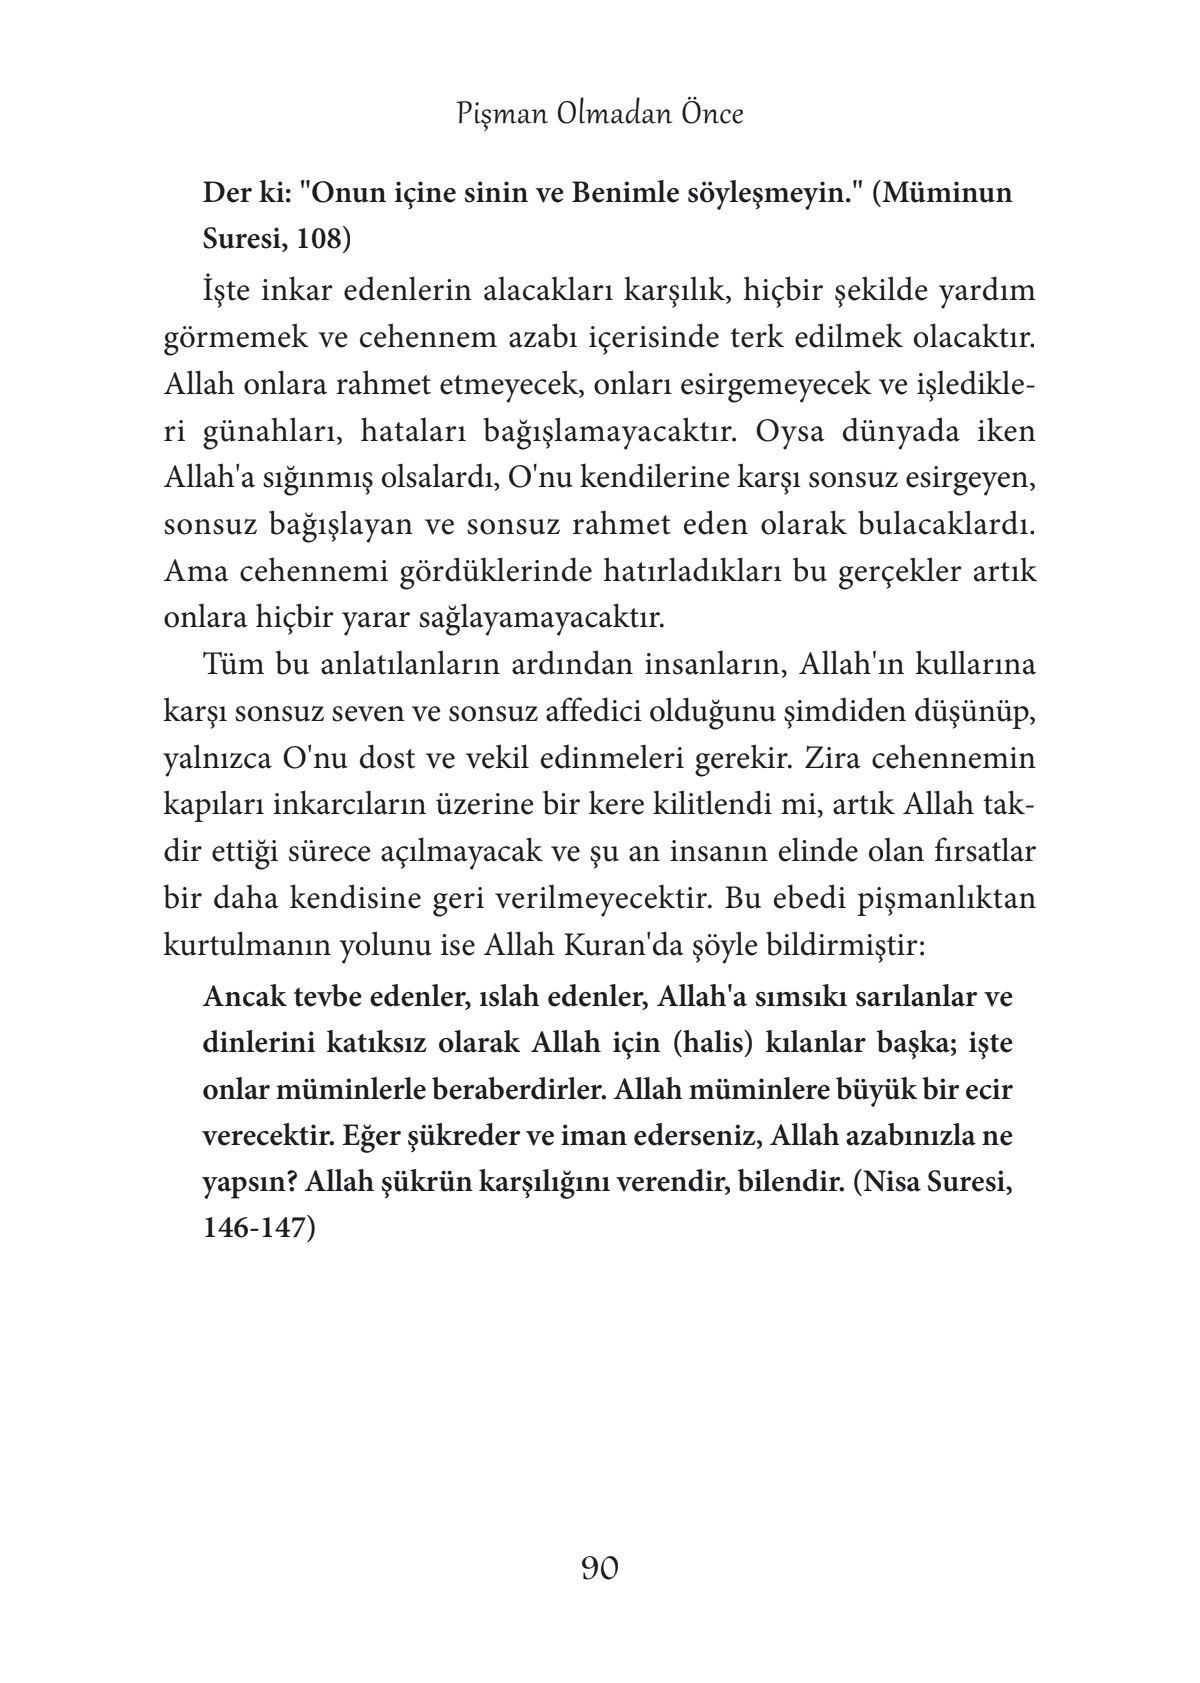 Pişman Olmadan Önce
Der ki: "Onun içine sinin ve Benimle söyleşmeyin." (Müminun
Suresi, 108)
İşte inkar edenlerin alacakları karşılık, hiçbir şekilde yardım
görmemek ve cehennem azabı içerisinde terk edilmek olacaktır.
Allah onlara rahmet etmeyecek, onları esirgemeyecek ve işledikle-
ri günahları, hataları bağışlamayacaktır. Oysa dünyada iken
Allah'a sığınmış olsalardı, O'nu kendilerine karşı sonsuz esirgeyen,
sonsuz bağışlayan ve sonsuz rahmet eden olarak bulacaklardı.
Ama cehennemi gördüklerinde hatırladıkları bu gerçekler artık
onlara hiçbir yarar sağlayamayacaktır.
Tüm bu anlatılanların ardından insanların, Allah'ın kullarına
karşı sonsuz seven ve sonsuz affedici olduğunu şimdiden düşünüp,
yalnızca O'nu dost ve vekil edinmeleri gerekir. Zira cehennemin
kapıları inkarcıların üzerine bir kere kilitlendi mi, artık Allah tak-
dir ettiği sürece açılmayacak ve şu an insanın elinde olan fırsatlar
bir daha kendisine geri verilmeyecektir. Bu ebedi pişmanlıktan
kurtulmanın yolunu ise Allah Kuran'da şöyle bildirmiştir:
Ancak tevbe edenler, ıslah edenler, Allah'a sımsıkı sarılanlar ve
dinlerini katıksız olarak Allah için (halis) kılanlar başka; işte
onlar müminlerle beraberdirler. Allah müminlere büyük bir ecir
verecektir. Eğer şükreder ve iman ederseniz, Allah azabınızla ne
yapsın? Allah şükrün karşılığını verendir, bilendir. (Nisa Suresi,
146-147)
90